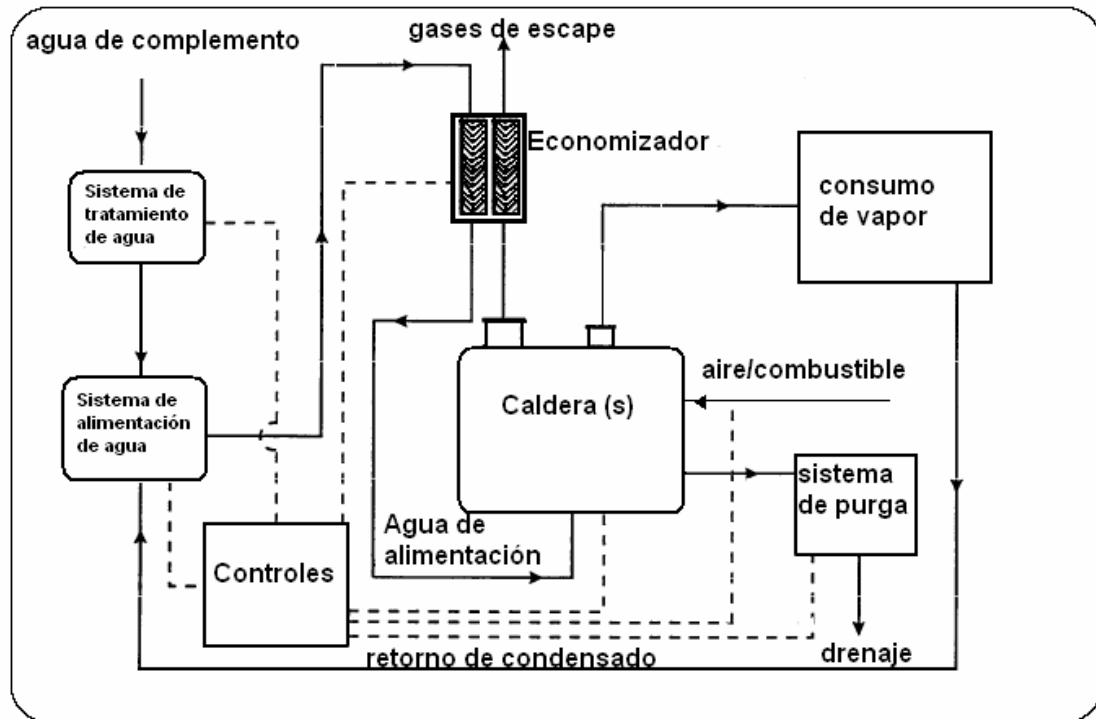 agua de complemento
gases de escape
Economizador
Sistema de
tratamiento
de agua
consumo
de vapor
aire/combustible
Caldera (s)
Sistema de
alimentación
de agua
sistema
de purga
Agua de
alimentación
Controles
retorno de condensado
drenaje